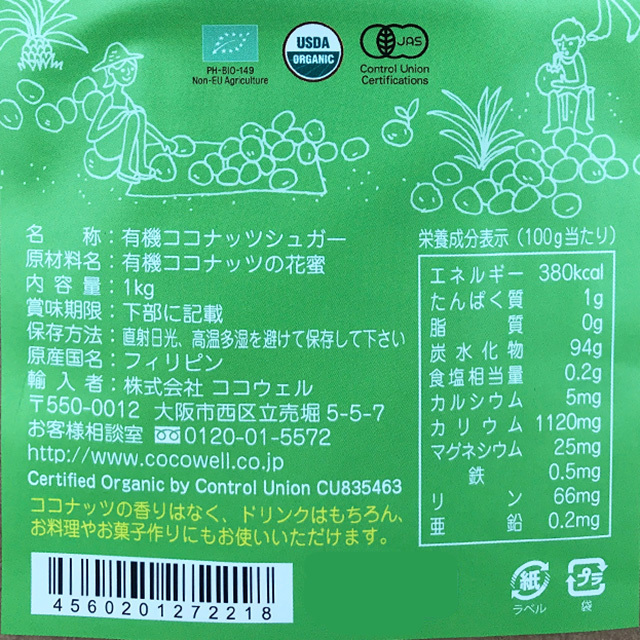 PH-BIO-149
Non-EU Agriculture
USDA
ORGANIC
JAS
Control Union
Certifications
名称：有機ココナッツシュガー
原材料名：有機ココナッツの花蜜
内容量：1kg
賞味期限：下部に記載
保存方法：直射日光、高温多湿を避けて保存して下さい
原産国名：フィリピン
輸入者：株式会社 ココウェル
〒550-0012 大阪市西区立売堀 5-5-7
お客様相談室 0120-01-5572
http://www.cocowell.co.jp
Certified Organic by Control Union CU835463
ココナッツの香りはなく、ドリンクはもちろん、
お料理やお菓子作りにもお使いいただけます。
4560201272218
栄養成分表示（100g当たり）
エネルギー 380kcal
たんぱく質 1g
脂質 0g
炭水化物 94g
食塩相当量 0.2g
カルシウム 5mg
カリウム 1120mg
マグネシウム 25mg
鉄 0.5mg
リン 66mg
亜鉛 0.2mg
紙
ラベル
プラ
袋